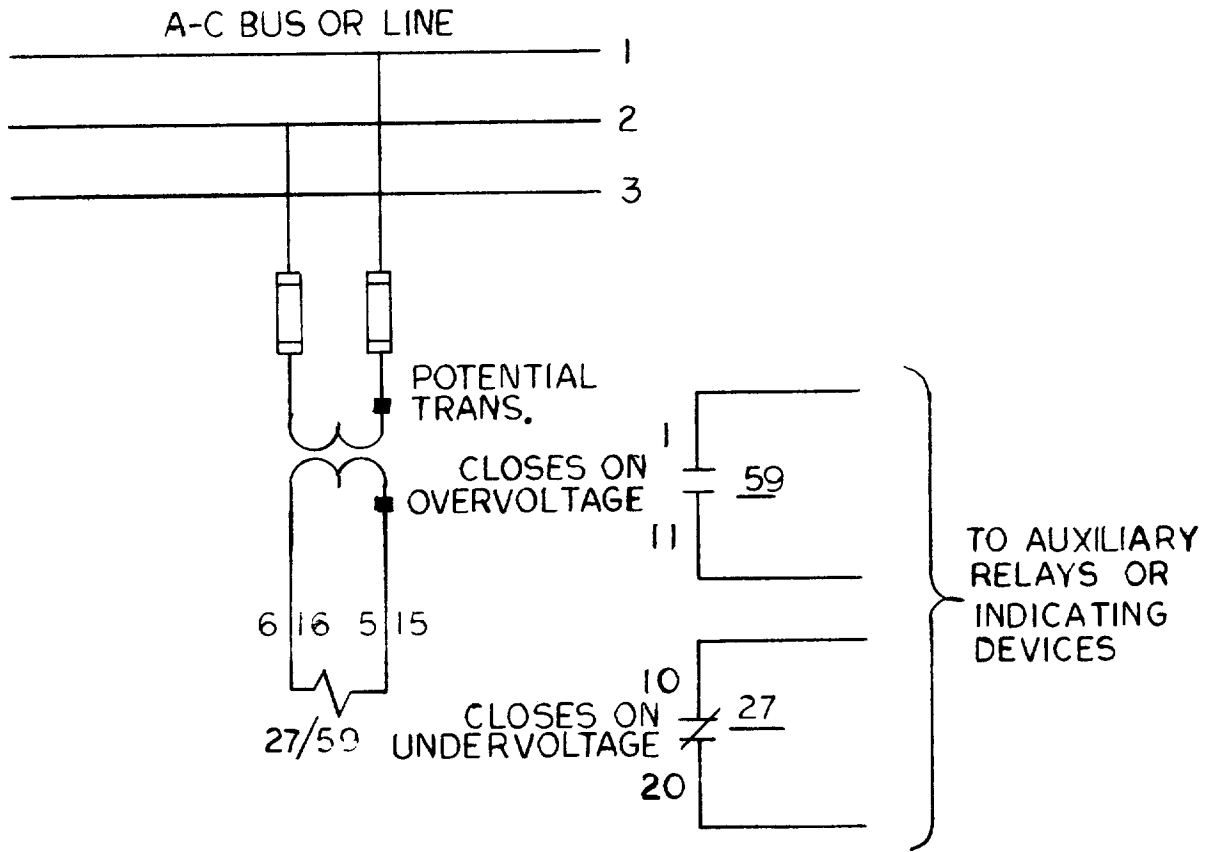 A-C BUS OR LINE
1
2
3
POTENTIAL
TRANS.
CLOSES ON
OVERVOLTAGE
1
59
11
6 16 5 15
27/59
10
CLOSES ON
UNDERVOLTAGE
27
20
TO AUXILIARY
RELAYS OR
INDICATING
DEVICES